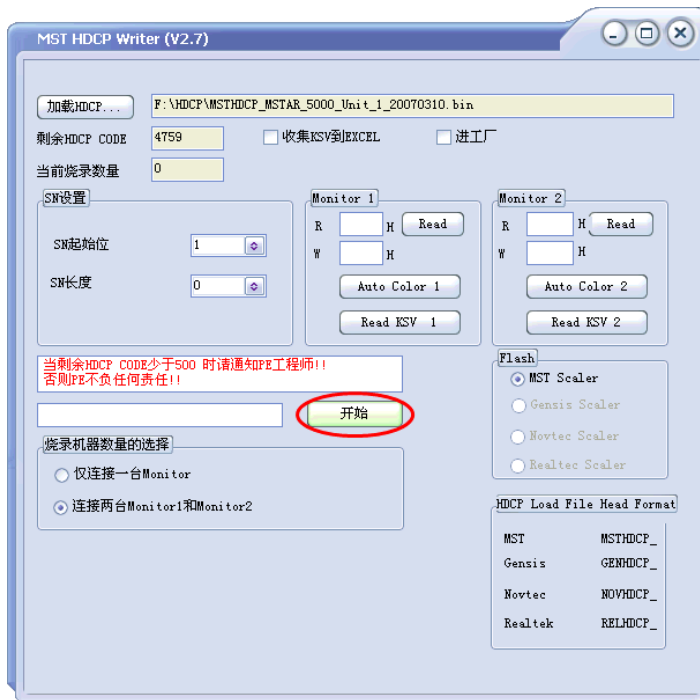 MST HDCP Writer (V2.7)
加载HDCP... F:\HDCP\MSTHDCP_MSTAR_5000_Unit_1_20070310.bin
剩余HDCP CODE 4759 收集KSV到EXCEL 进工厂
当前烧录数量 0
SN设置
SN起始位 1
SN长度 0
Monitor 1
R H Read
W H
Auto Color 1
Read KSV 1
Monitor 2
R H Read
W H
Auto Color 2
Read KSV 2
当剩余HDCP CODE少于500 时请通知PE工程师!!
否则PE不负任何责任!!
开始
Flash
MST Scaler
Gensis Scaler
Novtec Scaler
Realtec Scaler
烧录机器数量的选择
仅连接一台Monitor
连接两台Monitor1和Monitor2
HDCP Load File Head Format
MST MSTHDCP_
Gensis GENHDCP_
Novtec NOVHDCP_
Realtek RELHDCP_